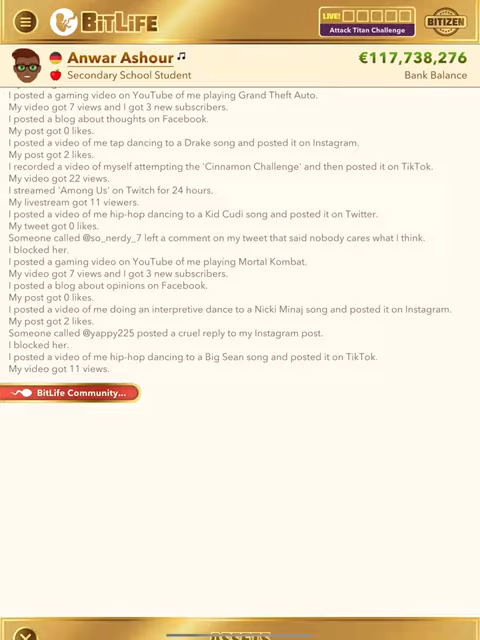 BitLife
LIVE!
Attack Titan Challenge
BITIZEN
Anwar Ashour
€117,738,276
Secondary School Student
Bank Balance
I posted a gaming video on YouTube of me playing Grand Theft Auto.
My video got 7 views and I got 3 new subscribers.
I posted a blog about thoughts on Facebook.
My post got 0 likes.
I posted a video of me tap dancing to a Drake song and posted it on Instagram.
My post got 2 likes.
I recorded a video of myself attempting the 'Cinnamon Challenge' and then posted it on TikTok.
My video got 22 views.
I streamed 'Among Us' on Twitch for 24 hours.
My livestream got 11 viewers.
I posted a video of me hip-hop dancing to a Kid Cudi song and posted it on Twitter.
My tweet got 0 likes.
Someone called @so_nerdy_7 left a comment on my tweet that said nobody cares what I think.
I blocked her.
I posted a gaming video on YouTube of me playing Mortal Kombat.
My video got 7 views and I got 3 new subscribers.
I posted a blog about opinions on Facebook.
My post got 0 likes.
I posted a video of me doing an interpretive dance to a Nicki Minaj song and posted it on Instagram.
My post got 2 likes.
Someone called @yappy225 posted a cruel reply to my Instagram post.
I blocked her.
I posted a video of me hip-hop dancing to a Big Sean song and posted it on TikTok.
My video got 11 views.
BitLife Community...
ASSETS